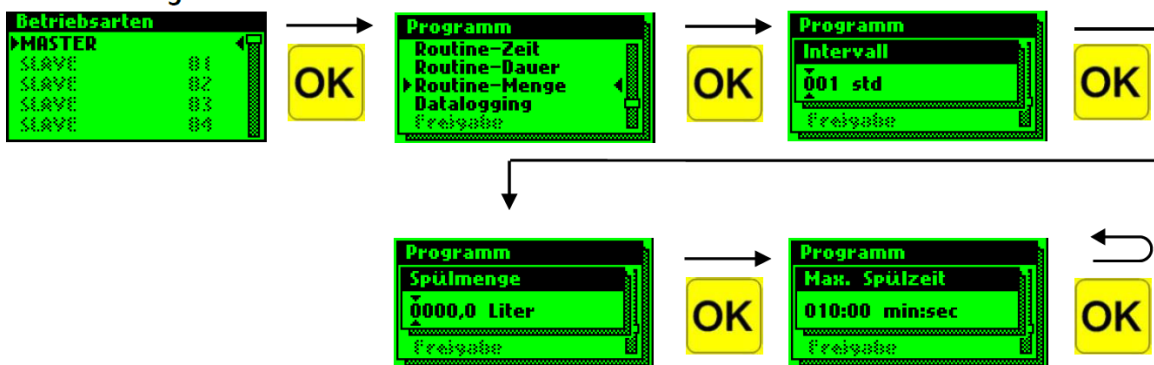 Betriebsarten
MASTER
SLAVE 01
SLAVE 02
SLAVE 03
SLAVE 04
OK
Programm
Routine-Zeit
Routine-Dauer
Routine-Menge
Datalogging
Freigabe
OK
Programm
Intervall
001 std
Freigabe
OK
Programm
Spülmenge
0000,0 Liter
Freigabe
OK
Programm
Max. Spülzeit
010:00 min:sec
Freigabe
OK